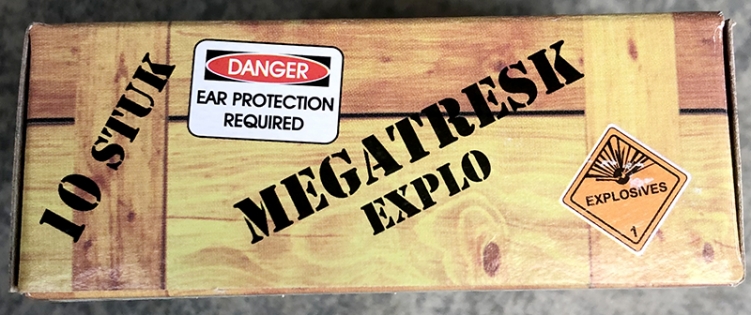 10 STUK
DANGER
EAR PROTECTION
REQUIRED
MEGATRESK
EXPLO
EXPLOSIVES
1